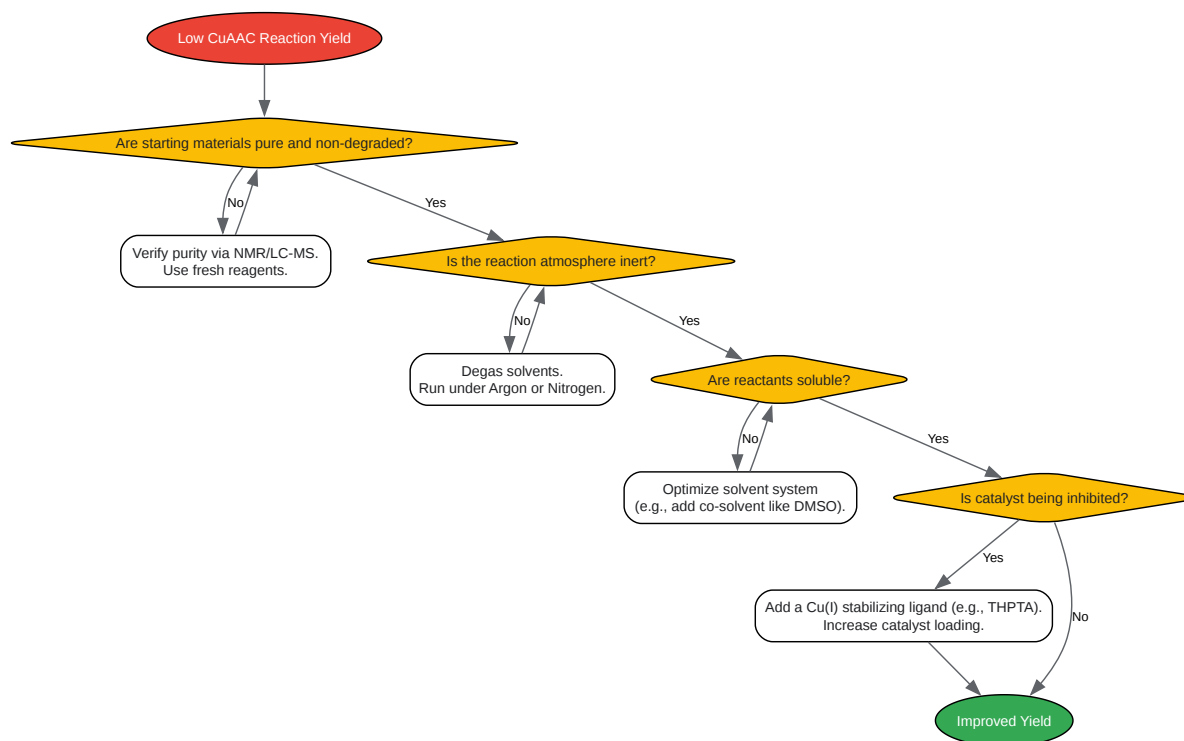 Low CuAAC Reaction Yield
Are starting materials pure and non-degraded?
No
Yes
Verify purity via NMR/LC-MS.
Use fresh reagents.
Is the reaction atmosphere inert?
No
Yes
Degas solvents.
Run under Argon or Nitrogen.
Are reactants soluble?
No
Yes
Optimize solvent system
(e.g., add co-solvent like DMSO).
Is catalyst being inhibited?
Yes
Add a Cu(I) stabilizing ligand (e.g., THPTA).
Increase catalyst loading.
No
Improved Yield